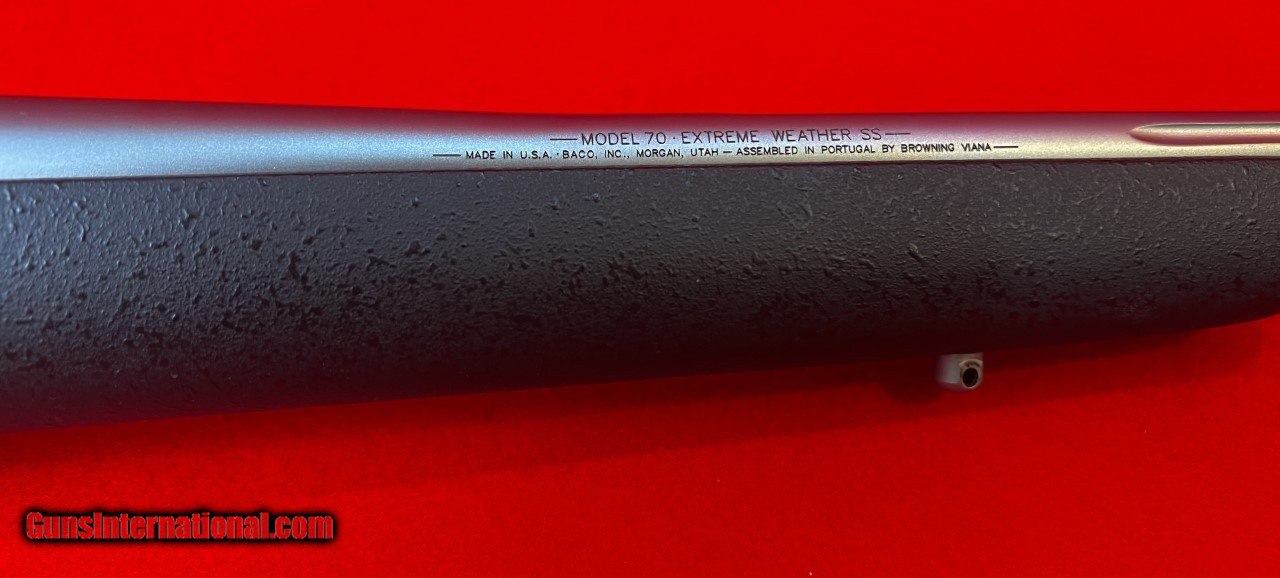 — MODEL 70 · EXTREME WEATHER SS —
— MADE IN U.S.A. · BACO, INC., MORGAN, UTAH — ASSEMBLED IN PORTUGAL BY BROWNING VIANA —
GunsInternational.com